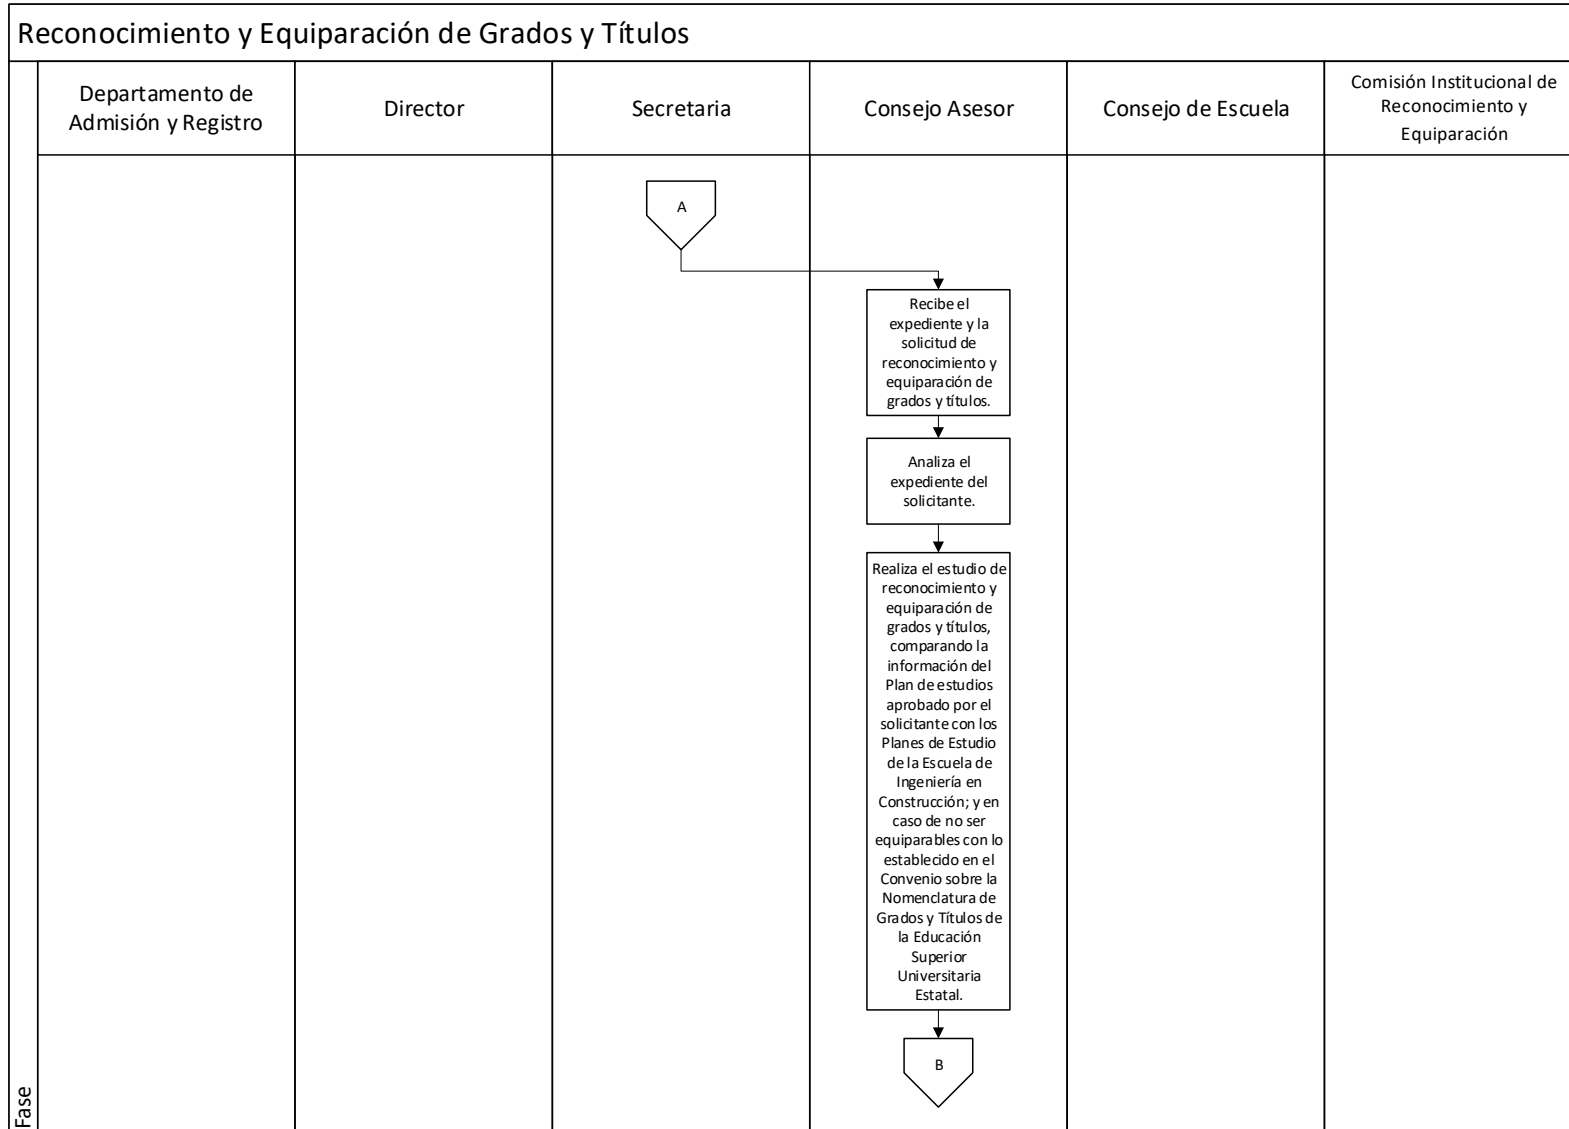 Reconocimiento y Equiparación de Grados y Títulos
Departamento de
Admisión y Registro
Director
Secretaria
Consejo Asesor
Consejo de Escuela
Comisión Institucional de
Reconocimiento y
Equiparación
A
Recibe el
expediente y la
solicitud de
reconocimiento y
equiparación de
grados y títulos.
Analiza el
expediente del
solicitante.
Realiza el estudio de
reconocimiento y
equiparación de
grados y títulos,
comparando la
información del
Plan de estudios
aprobado por el
solicitante con los
Planes de Estudio
de la Escuela de
Ingeniería en
Construcción; y en
caso de no ser
equiparables con lo
establecido en el
Convenio sobre la
Nomenclatura de
Grados y Títulos de
la Educación
Superior
Universitaria
Estatal.
B
Fase